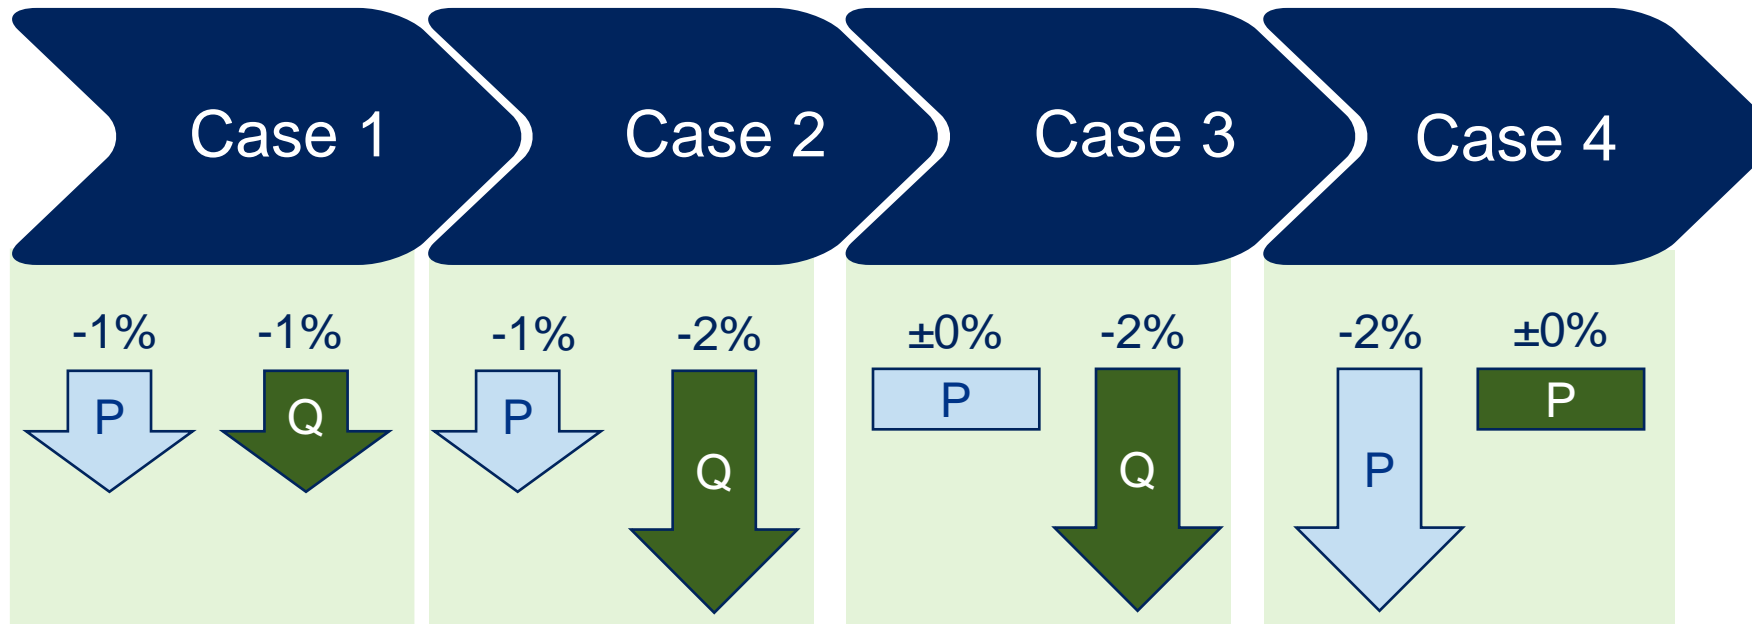 Case 1
Case 2
Case 3
Case 4
-1% -1% -1% -2% ±0% -2% -2% ±0%
P Q P Q P Q P P